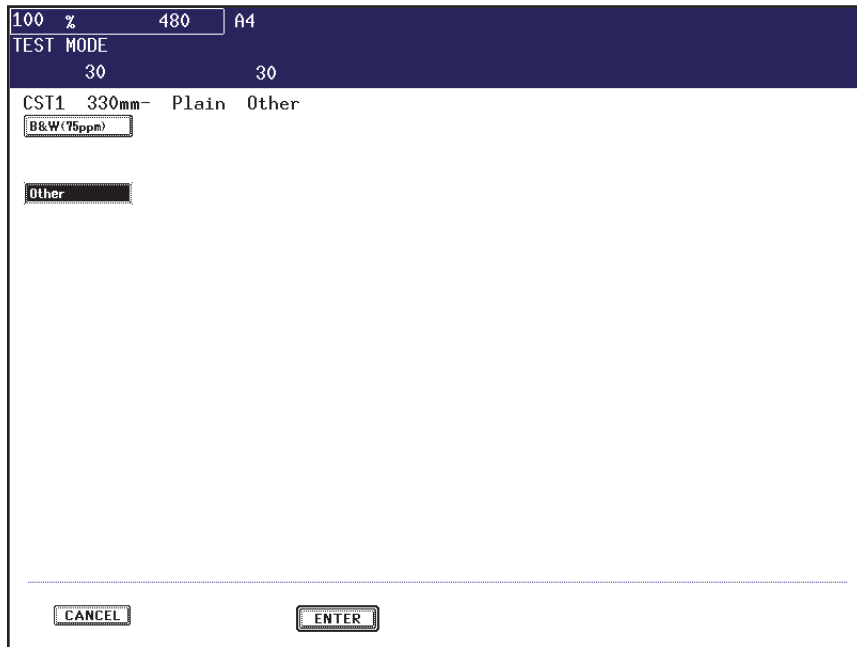 100 % 480 A4
TEST MODE
30 30
CST1 330mm- Plain Other
B&W(75ppm)
Other
CANCEL ENTER